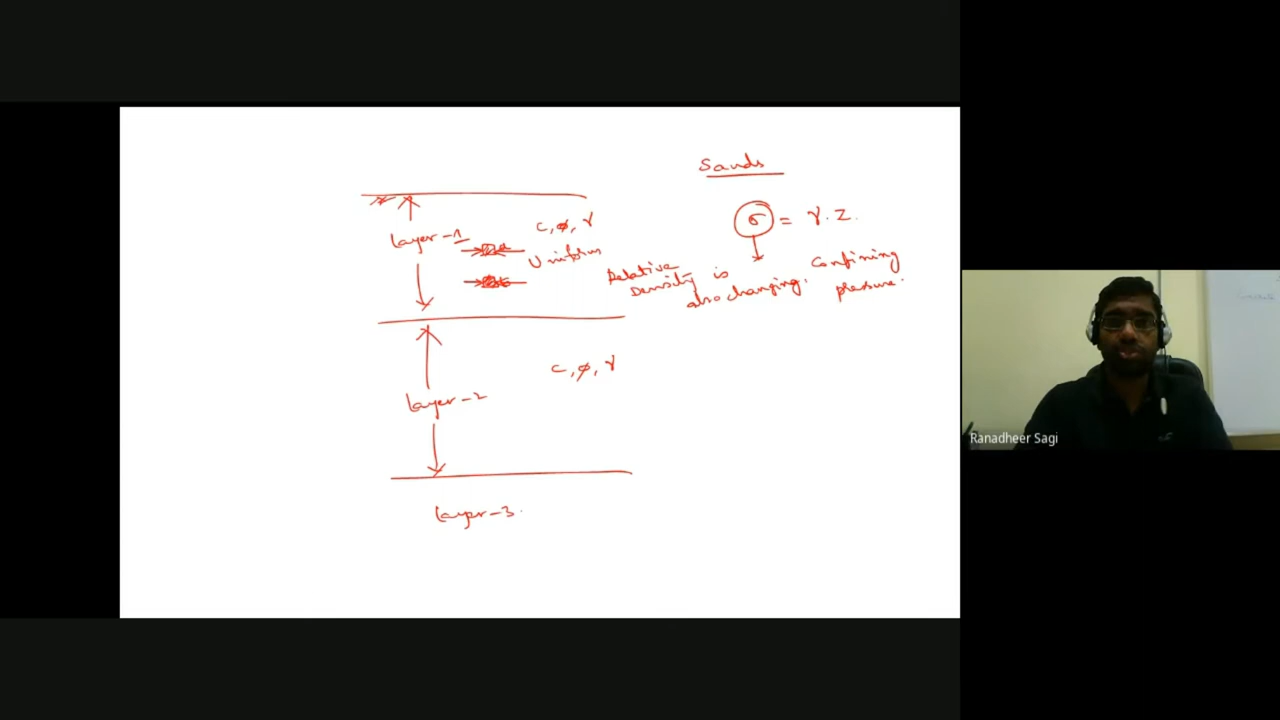 Sands
σ = γ.z.
Layer-1
c, φ, γ
Uniform
Relative Density is also changing.
Confining pressure.
c, φ, γ
Layer-2
Layer-3.
Ranadheer Sagi